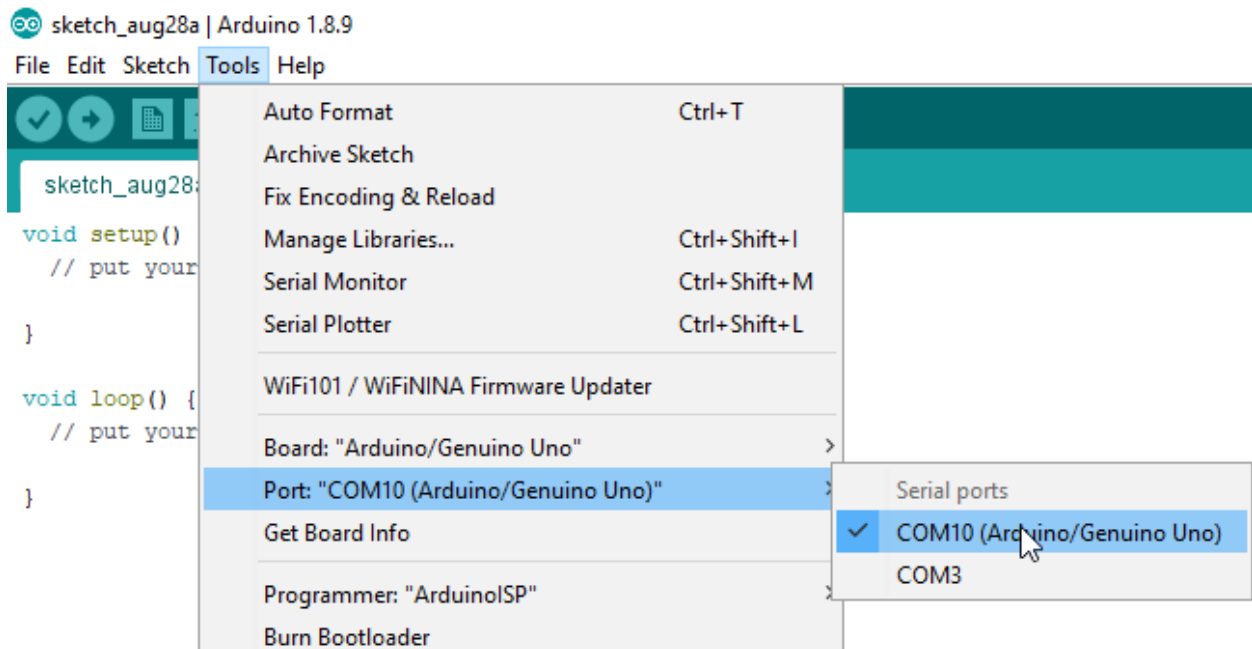 sketch_aug28a | Arduino 1.8.9
File Edit Sketch Tools Help
Auto Format Ctrl+T
Archive Sketch
sketch_aug28a
Fix Encoding & Reload
void setup()
Manage Libraries... Ctrl+Shift+I
// put your
Serial Monitor Ctrl+Shift+M
}
Serial Plotter Ctrl+Shift+L
WiFi101 / WiFiNINA Firmware Updater
void loop() {
// put your
Board: "Arduino/Genuino Uno"
}
Port: "COM10 (Arduino/Genuino Uno)"
Serial ports
Get Board Info
COM10 (Arduino/Genuino Uno)
COM3
Programmer: "ArduinoISP"
Burn Bootloader